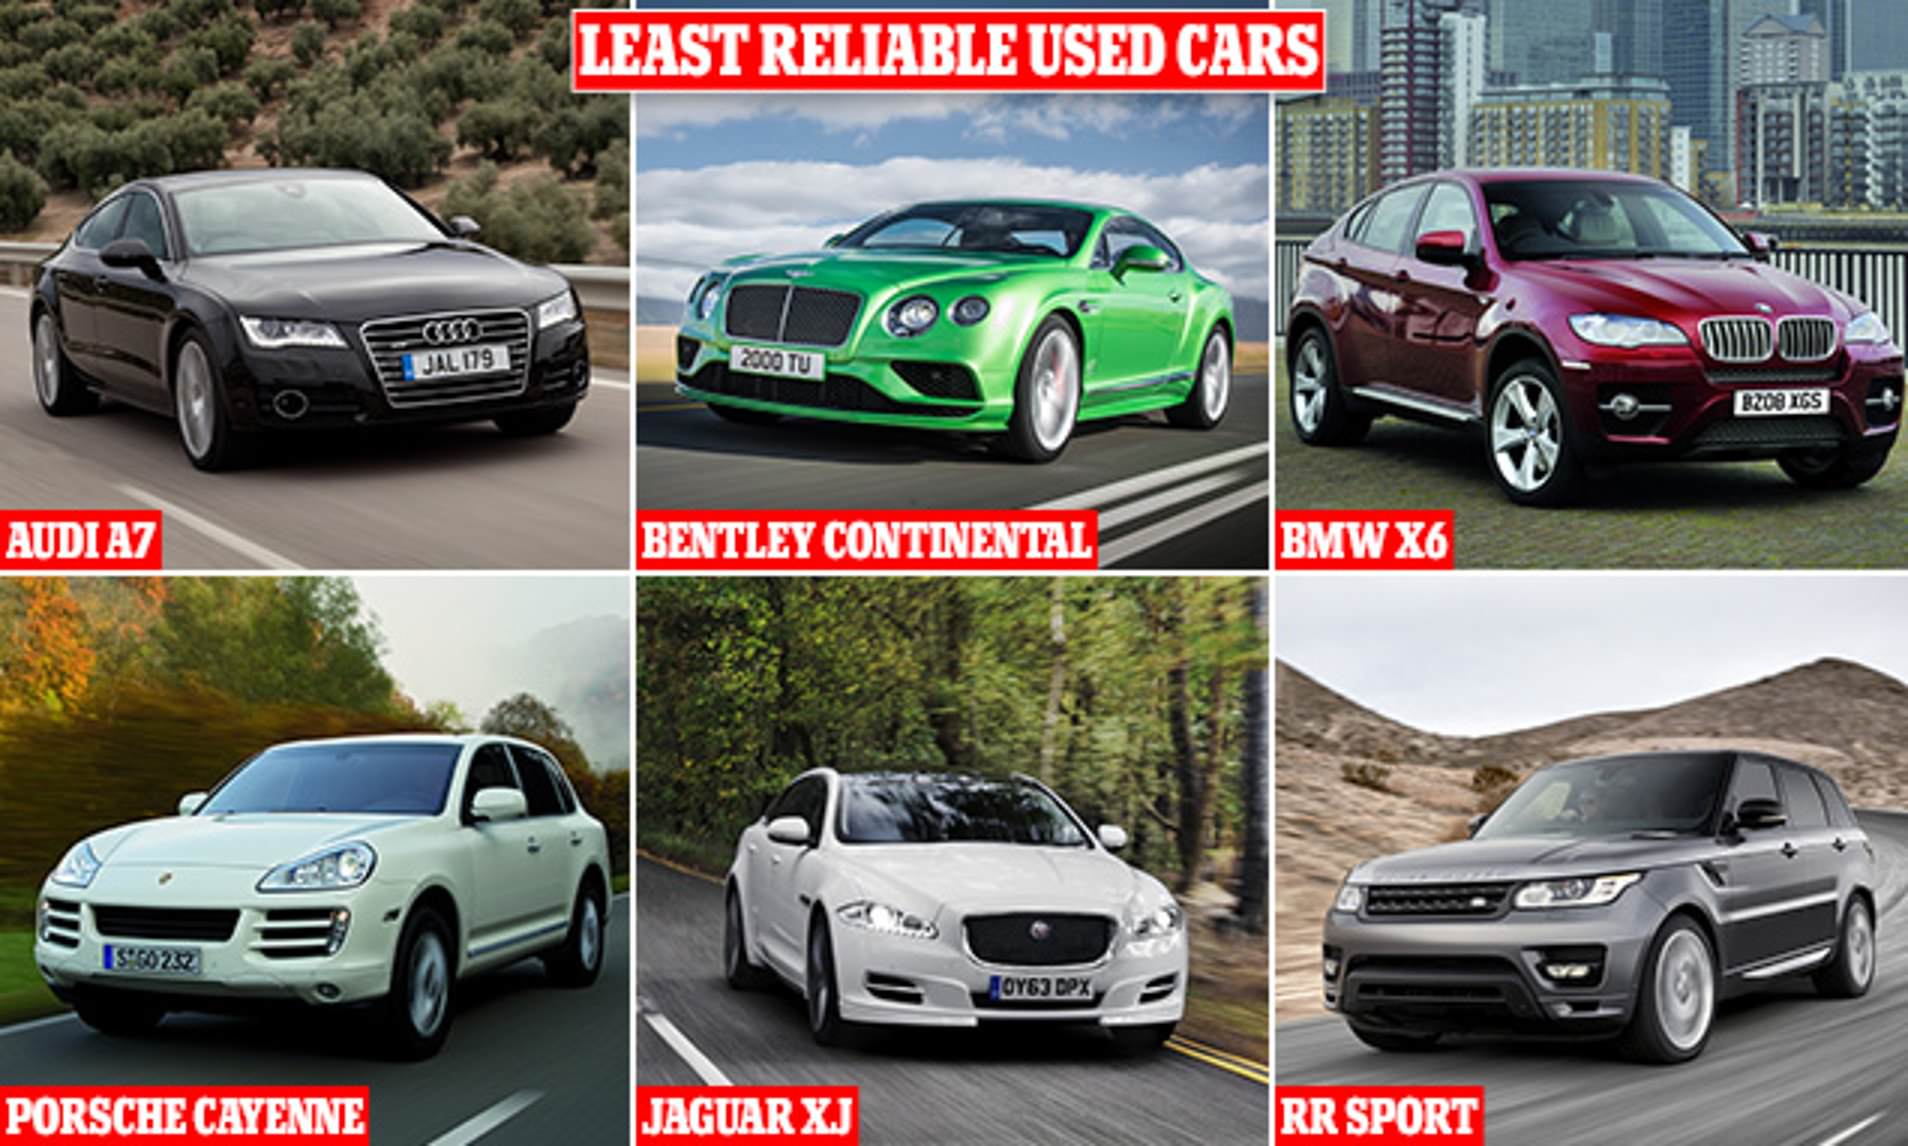 LEAST RELIABLE USED CARS
JAL 179
2000 TU
B208 XGS
AUDI A7
BENTLEY CONTINENTAL
BMW X6
S GO 232
OY63 DPX
PORSCHE CAYENNE
JAGUAR XJ
RR SPORT